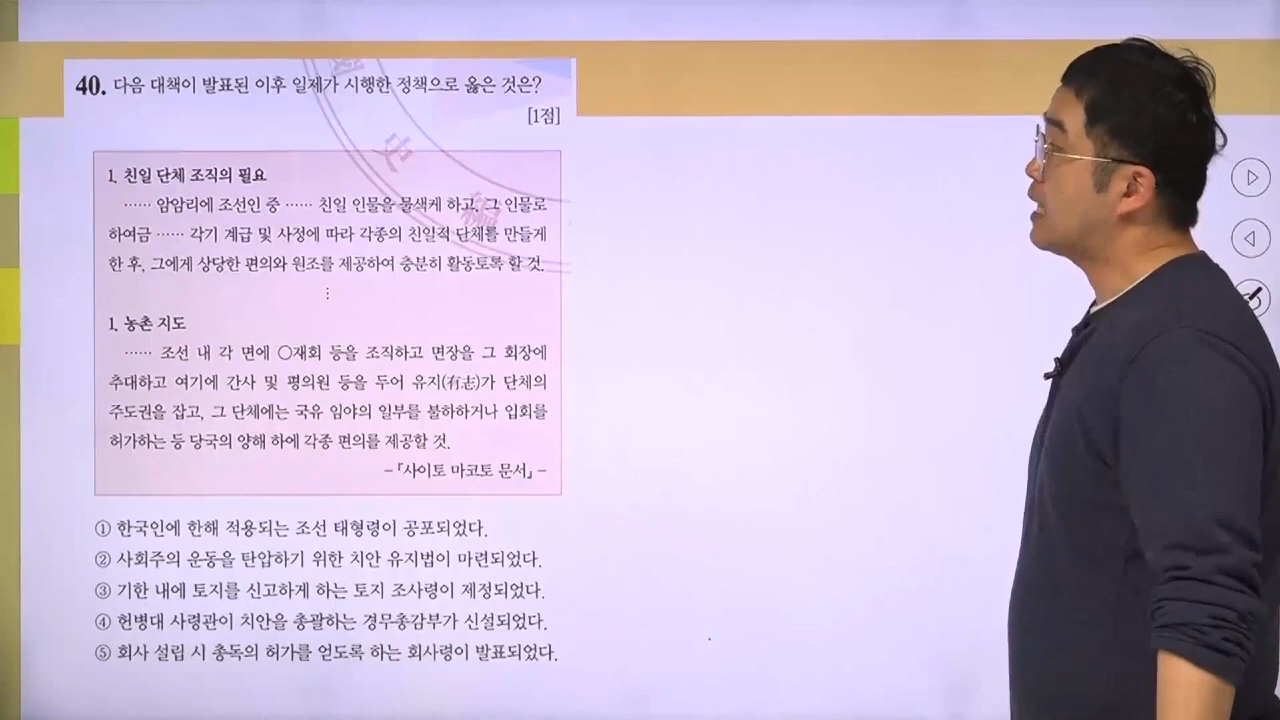 40. 다음 대책이 발표된 이후 일제가 시행한 정책으로 옳은 것은?
[1점]
1. 친일 단체 조직의 필요
…… 암암리에 조선인 중 …… 친일 인물을 물색케 하고, 그 인물로
하여금 …… 각기 계급 및 사정에 따라 각종의 친일적 단체를 만들게
한 후, 그에게 상당한 편의와 원조를 제공하여 충분히 활동토록 할 것.
⋮
1. 농촌 지도
…… 조선 내 각 면에 ○재회 등을 조직하고 면장을 그 회장에
추대하고 여기에 간사 및 평의원 등을 두어 유지(有志)가 단체의
주도권을 잡고, 그 단체에는 국유 임야의 일부를 불하하거나 입회를
허가하는 등 당국의 양해 하에 각종 편의를 제공할 것.
-『사이토 마코토 문서』-
① 한국인에 한해 적용되는 조선 태형령이 공포되었다.
② 사회주의 운동을 탄압하기 위한 치안 유지법이 마련되었다.
③ 기한 내에 토지를 신고하게 하는 토지 조사령이 제정되었다.
④ 헌병대 사령관이 치안을 총괄하는 경무총감부가 신설되었다.
⑤ 회사 설립 시 총독의 허가를 얻도록 하는 회사령이 발표되었다.